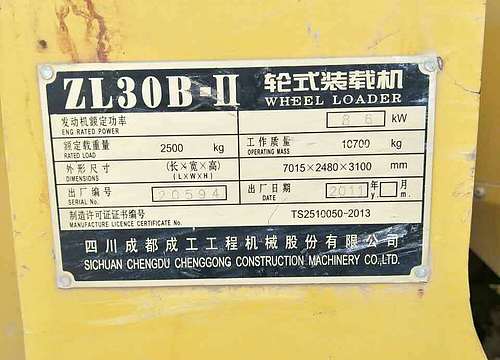 ZL30B-II 轮式装载机
WHEEL LOADER
发动机额定功率 86 kW
ENG RATED POWER
额定载重量 2500 kg 工作质量 10700 kg
RATED LOAD OPERATING MASS
外形尺寸 (长×宽×高) 7015×2480×3100 mm
DIMENSIONS (L×W×H)
出厂编号 20594 出厂日期 2011 年 月
SERIAL No. DATE y. m.
制造许可证证书编号 TS2510050-2013
MANUFACTURE LICENCE CERTIFICATE No.
四川成都成工工程机械股份有限公司
SICHUAN CHENGDU CHENGGONG CONSTRUCTION MACHINERY CO.,LTD.